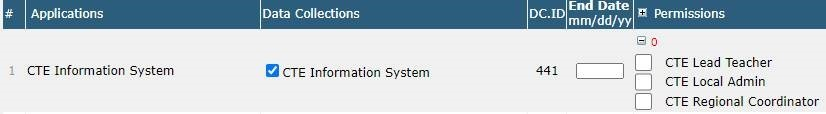 # Applications Data Collections DC.ID End Date mm/dd/yy Permissions
0
1 CTE Information System CTE Information System 441 CTE Lead Teacher
CTE Local Admin
CTE Regional Coordinator